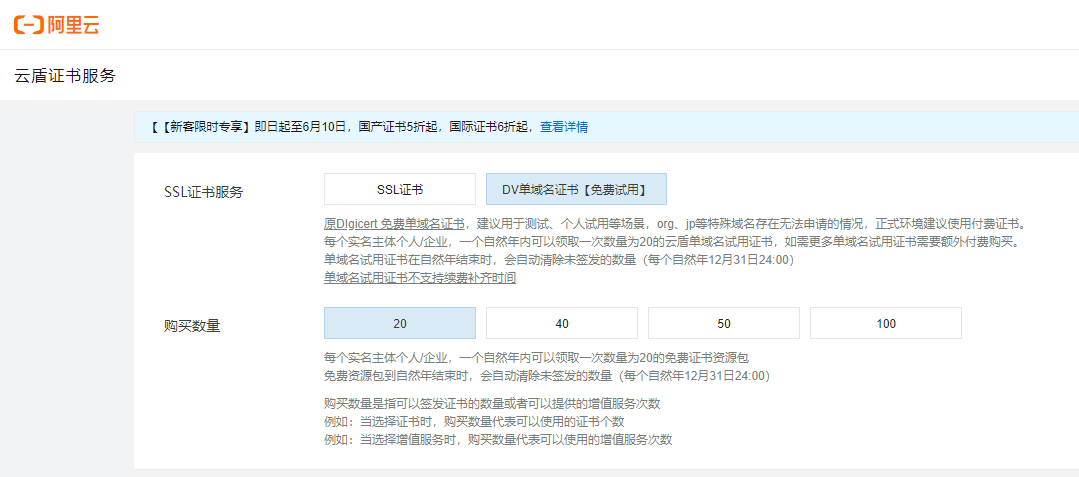 阿里云
云盾证书服务
【【新客限时专享】即日起至6月10日，国产证书5折起，国际证书6折起，查看详情
SSL证书服务
SSL证书
DV单域名证书【免费试用】
原DIgicert 免费单域名证书，建议用于测试、个人试用等场景，org、jp等特殊域名存在无法申请的情况，正式环境建议使用付费证书。
每个实名主体个人/企业，一个自然年内可以领取一次数量为20的云盾单域名试用证书，如需更多单域名试用证书需要额外付费购买。
单域名试用证书在自然年结束时，会自动清除未签发的数量（每个自然年12月31日24:00）
单域名试用证书不支持续费补齐时间
购买数量
20
40
50
100
每个实名主体个人/企业，一个自然年内可以领取一次数量为20的免费证书资源包
免费资源包到自然年结束时，会自动清除未签发的数量（每个自然年12月31日24:00）
购买数量是指可以签发证书的数量或者可以提供的增值服务次数
例如：当选择证书时，购买数量代表可以使用的证书个数
例如：当选择增值服务时，购买数量代表可以使用的增值服务次数